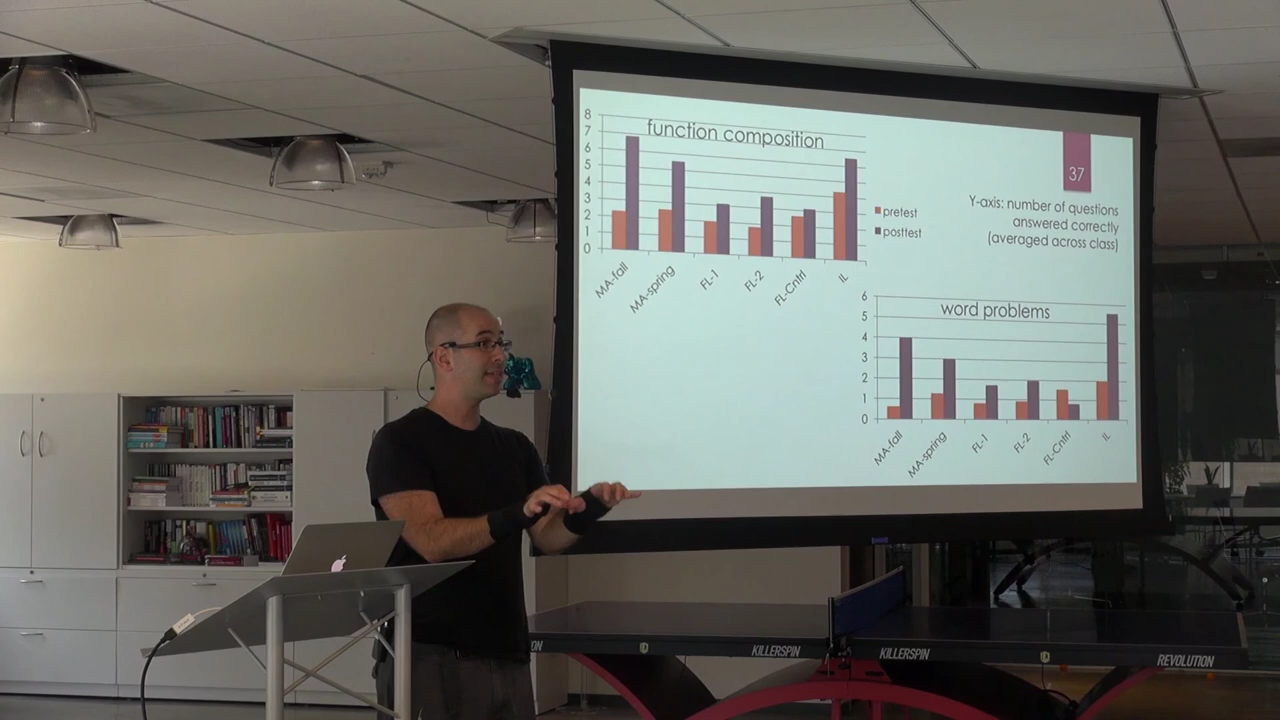 8
7
6
5
4
3
2
1
0
function composition
MA-fall
MA-spring
FL-1
FL-2
FL-Cntrl
IL
pretest
posttest
37
Y-axis: number of questions
answered correctly
(averaged across class)
6
5
4
3
2
1
0
word problems
MA-fall
MA-spring
FL-1
FL-2
FL-Cntrl
IL
KILLERSPIN
KILLERSPIN
REVOLUTION